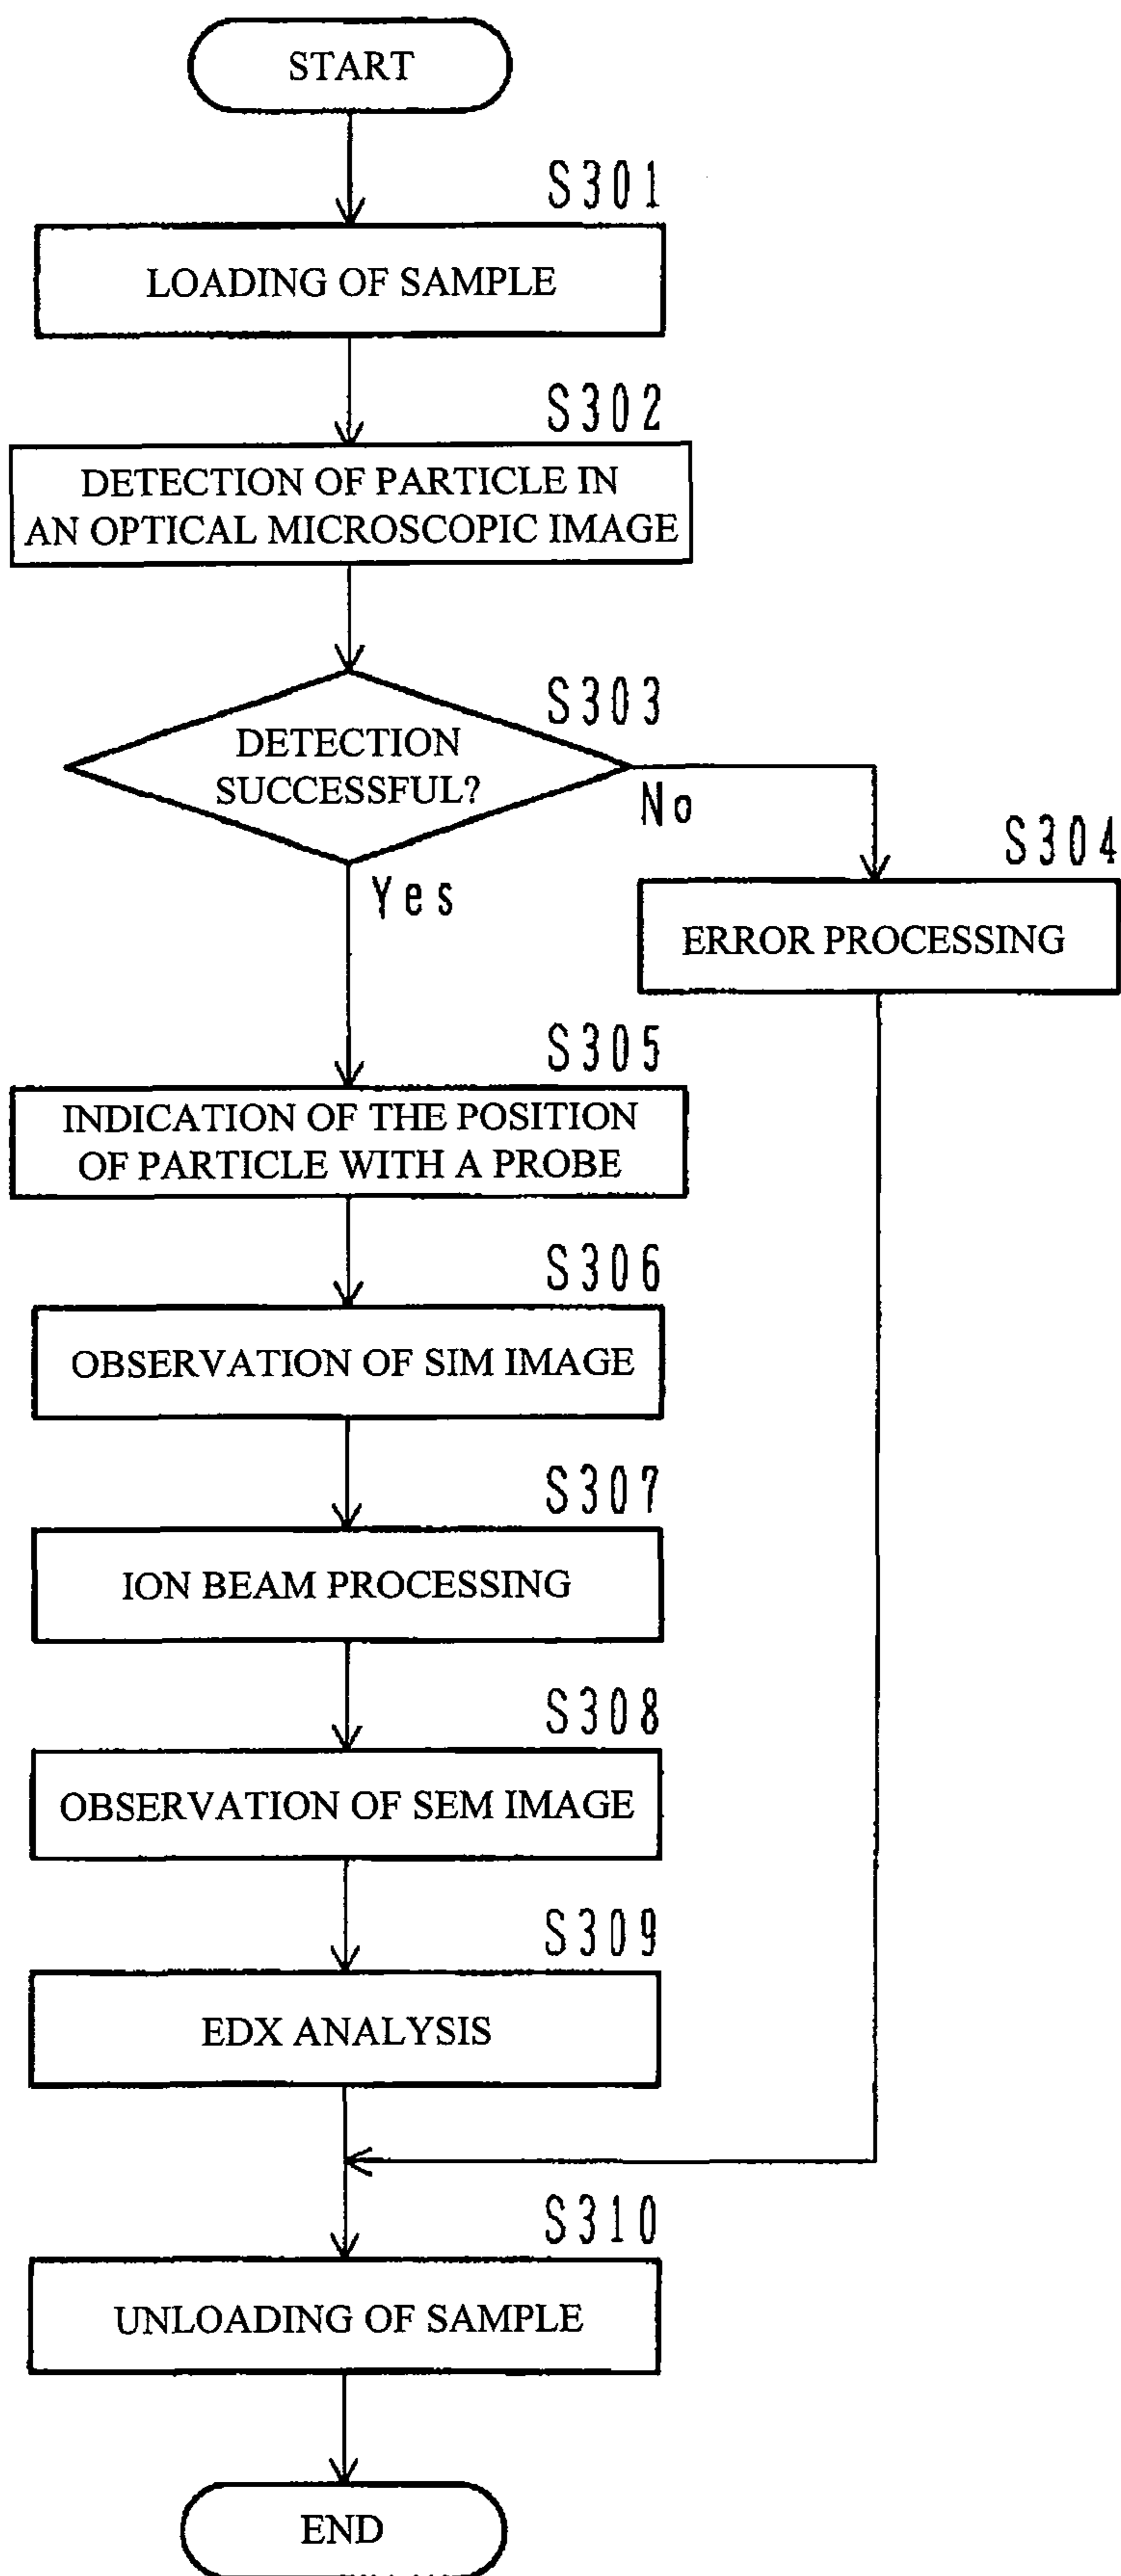 START
S301
LOADING OF SAMPLE
S302
DETECTION OF PARTICLE IN
AN OPTICAL MICROSCOPIC IMAGE
S303
DETECTION
SUCCESSFUL?
No
Yes
S304
ERROR PROCESSING
S305
INDICATION OF THE POSITION
OF PARTICLE WITH A PROBE
S306
OBSERVATION OF SIM IMAGE
S307
ION BEAM PROCESSING
S308
OBSERVATION OF SEM IMAGE
S309
EDX ANALYSIS
S310
UNLOADING OF SAMPLE
END